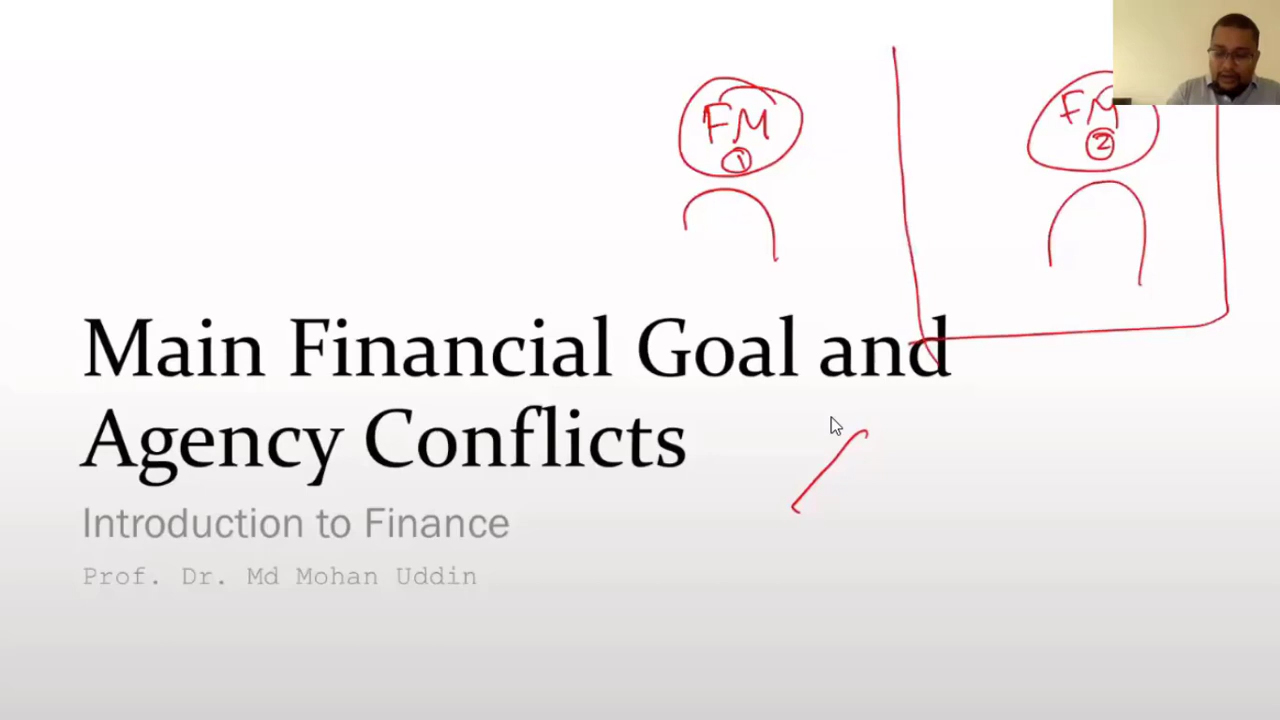 FM
①
FM
②
Main Financial Goal and
Agency Conflicts
Introduction to Finance
Prof. Dr. Md Mohan Uddin